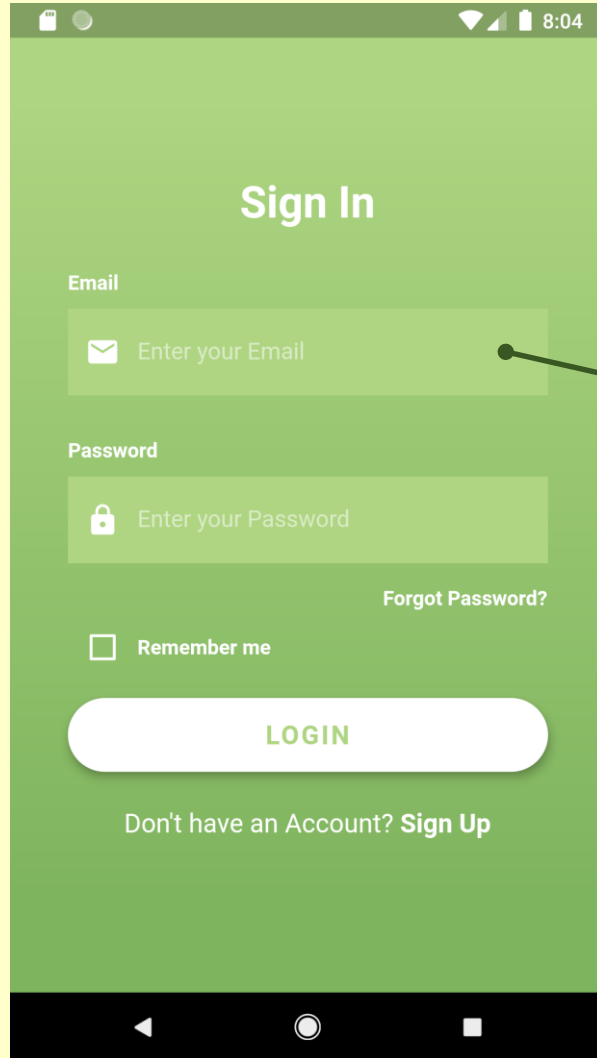 8:04
Sign In
Email
Enter your Email
Password
Enter your Password
Forgot Password?
Remember me
LOGIN
Don't have an Account? Sign Up